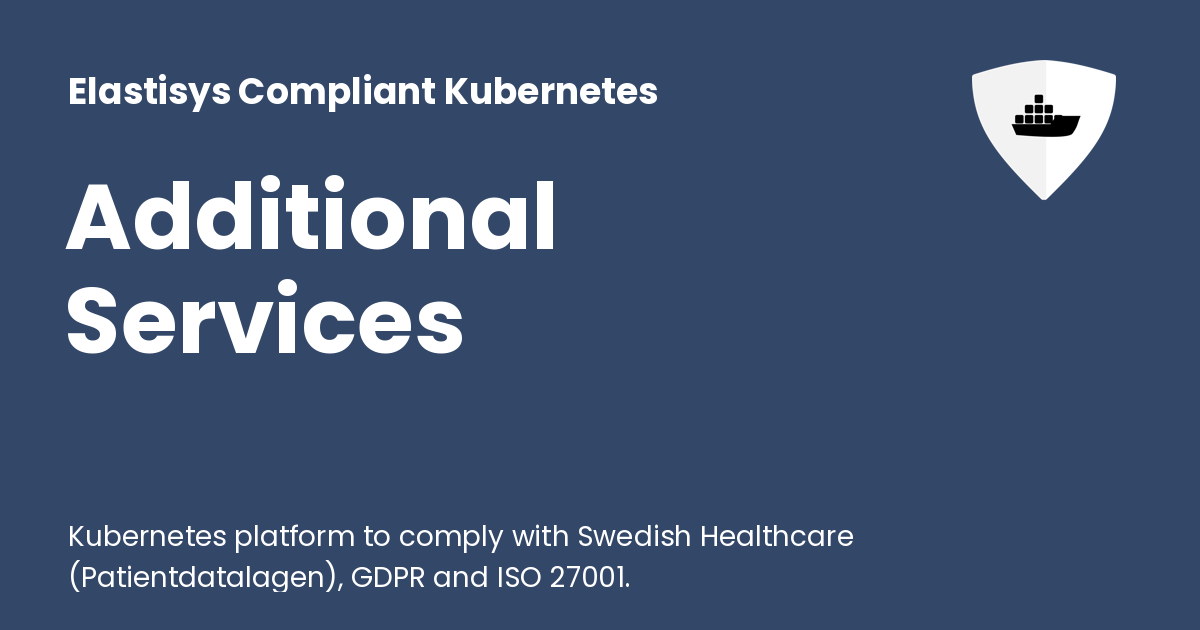 Elastisys Compliant Kubernetes
Additional
Services
Kubernetes platform to comply with Swedish Healthcare
(Patientdatalagen), GDPR and ISO 27001.